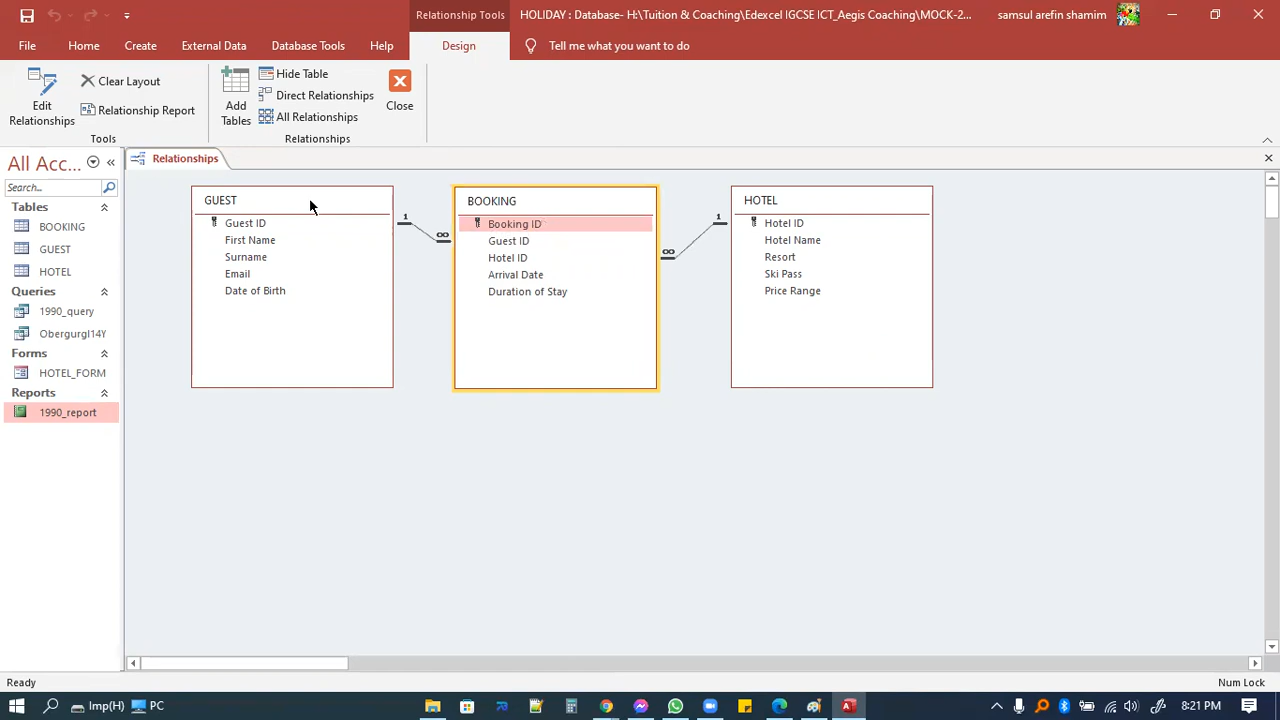 Relationship Tools
HOLIDAY : Database- H:\Tuition & Coaching\Edexcel IGCSE ICT_Aegis Coaching\MOCK-2...
samsul arefin shamim
File
Home
Create
External Data
Database Tools
Help
Design
Tell me what you want to do
Edit Relationships
Clear Layout
Relationship Report
Tools
Add Tables
Hide Table
Direct Relationships
All Relationships
Relationships
Close
All Acc...
Search...
Tables
BOOKING
GUEST
HOTEL
Queries
1990_query
Obergurgl14Y
Forms
HOTEL_FORM
Reports
1990_report
Relationships
GUEST
Guest ID
First Name
Surname
Email
Date of Birth
1
∞
BOOKING
Booking ID
Guest ID
Hotel ID
Arrival Date
Duration of Stay
1
∞
HOTEL
Hotel ID
Hotel Name
Resort
Ski Pass
Price Range
Ready
Num Lock
Imp(H)
PC
8:21 PM